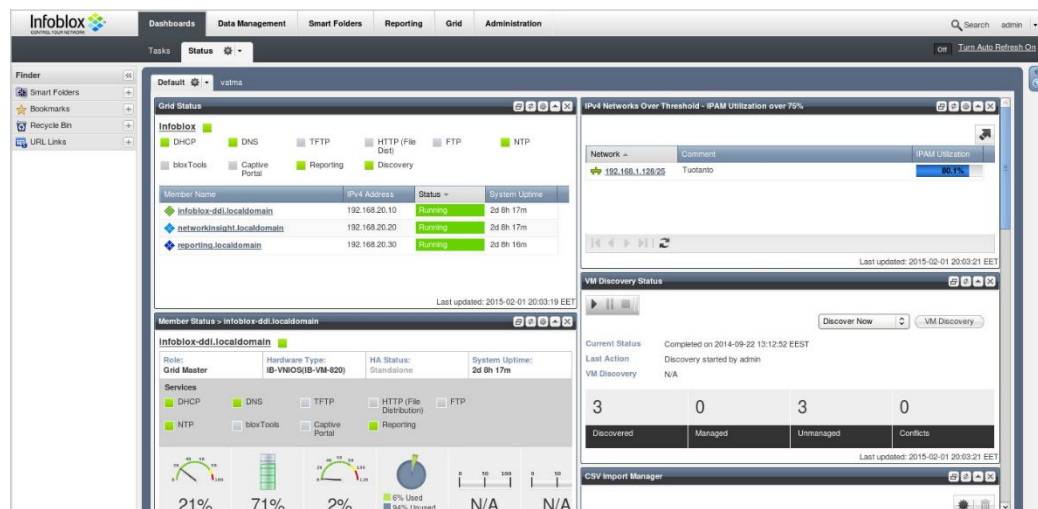 Infoblox
CONTROL YOUR NETWORK
Dashboards Data Management Smart Folders Reporting Grid Administration
Search admin
Tasks Status
Off Turn Auto Refresh On
Finder
Smart Folders
Bookmarks
Recycle Bin
URL Links
Default vatma
Grid Status
Infoblox
DHCP DNS TFTP HTTP (File Dist) FTP NTP
bloxTools Captive Portal Reporting Discovery
Member Name IPv4 Address Status System Uptime
infoblox-ddi.localdomain 192.168.20.10 Running 2d 8h 17m
networkinsight.localdomain 192.168.20.20 Running 2d 8h 17m
reporting.localdomain 192.168.20.30 Running 2d 8h 16m
Last updated: 2015-02-01 20:03:19 EET
Member Status > infoblox-ddi.localdomain
infoblox-ddi.localdomain
Role: Hardware Type: HA Status: System Uptime:
Grid Master IB-VNIOS(IB-VM-820) Standalone 2d 8h 17m
Services
DHCP DNS TFTP HTTP (File Distribution) FTP
NTP bloxTools Captive Portal Reporting
0 50 100 0 50
21% 71% 2% 6% Used N/A N/A
94% Unused
IPv4 Networks Over Threshold - IPAM Utilization over 75%
Network Comment IPAM Utilization
192.168.1.128/25 Tuotanto 80.1%
Last updated: 2015-02-01 20:03:21 EET
VM Discovery Status
Discover Now VM Discovery
Current Status Completed on 2014-09-22 13:12:52 EEST
Last Action Discovery started by admin
VM Discovery N/A
3 0 3 0
Discovered Managed Unmanaged Conflicts
Last updated: 2015-02-01 20:03:21 EET
CSV Import Manager